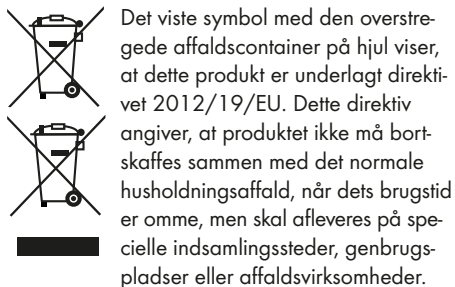 Det viste symbol med den overstre-
gede affaldscontainer på hjul viser,
at dette produkt er underlagt direkti-
vet 2012/19/EU. Dette direktiv
angiver, at produktet ikke må bort-
skaffes sammen med det normale
husholdningsaffald, når dets brugstid
er omme, men skal afleveres på spe-
cielle indsamlingssteder, genbrugs-
pladser eller affaldsvirksomheder.